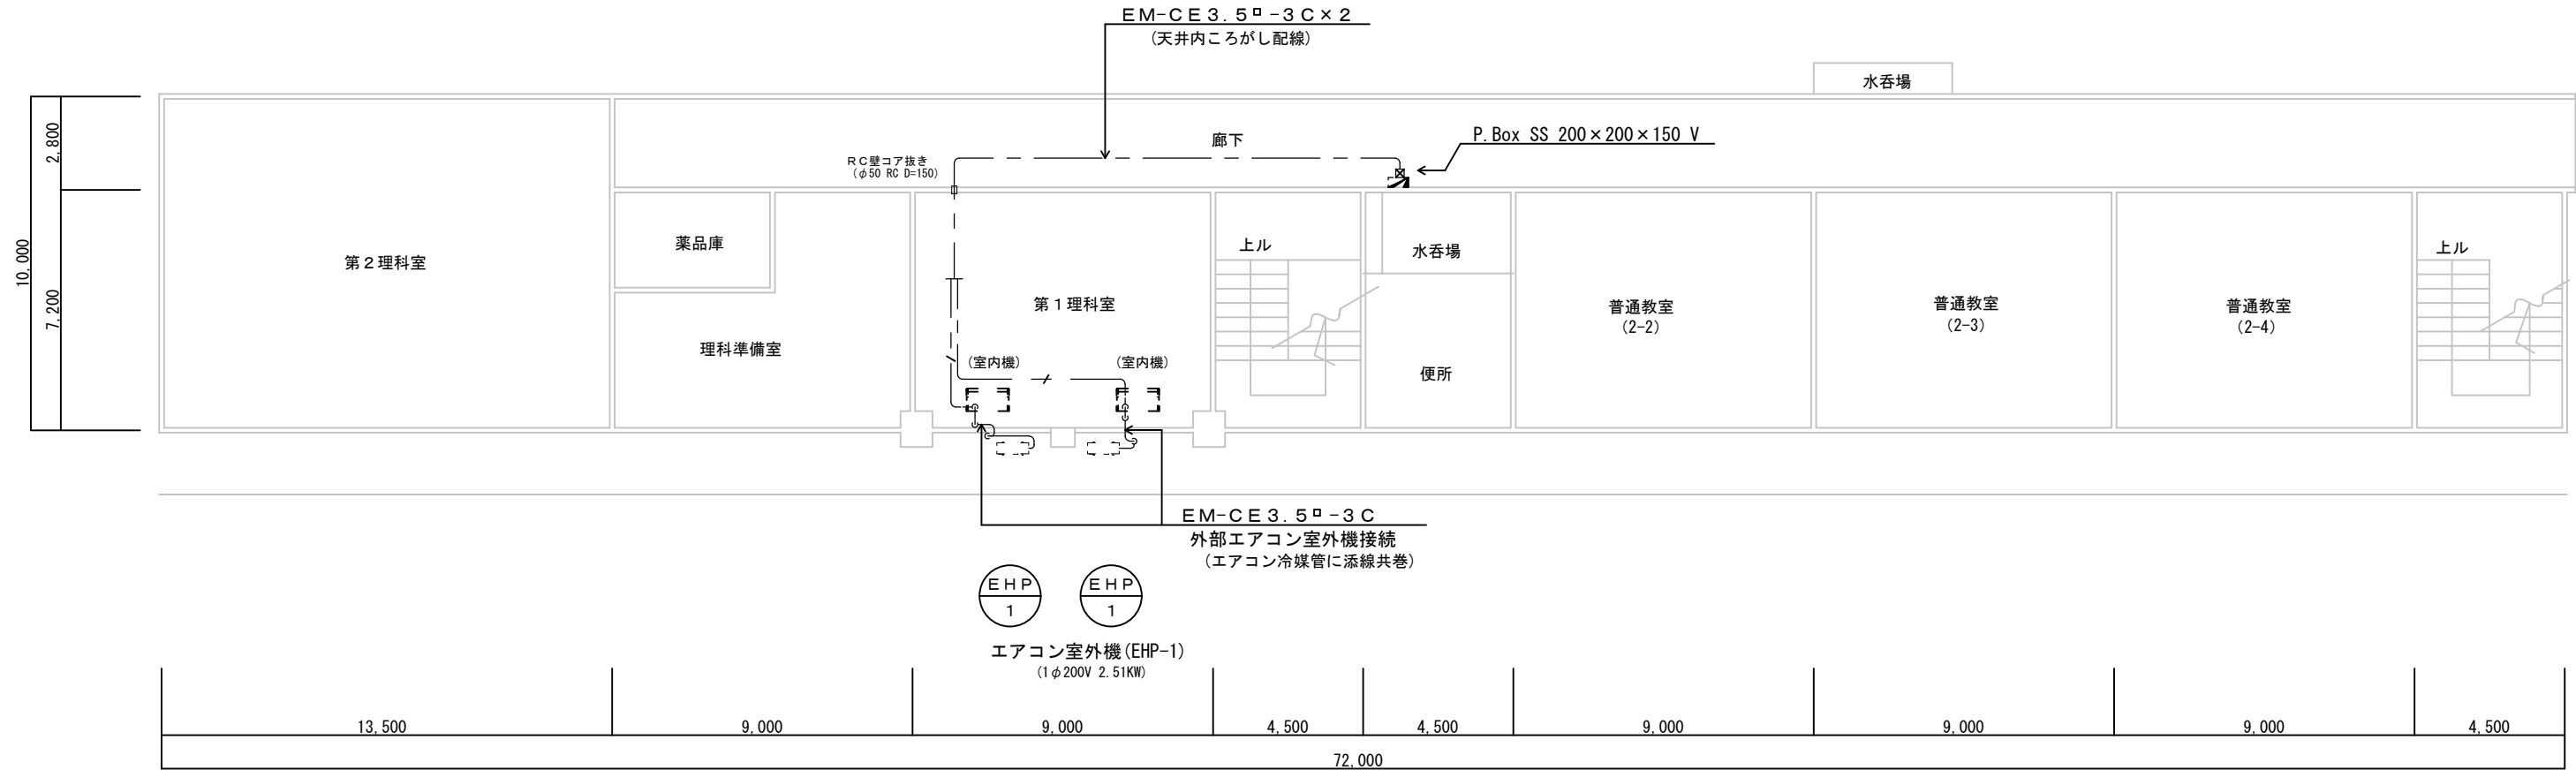 EM-CE3.5□-3C×2
(天井内ころがし配線)
水呑場
廊下
P.Box SS 200×200×150 V
2,800
RC壁コア抜き
(φ50 RC D=150)
10,000
7,200
第2理科室
薬品庫
理科準備室
第1理科室
(室内機)
(室内機)
上ル
水呑場
便所
普通教室
(2-2)
普通教室
(2-3)
普通教室
(2-4)
上ル
EM-CE3.5□-3C
外部エアコン室外機接続
(エアコン冷媒管に添線共巻)
EHP
1
EHP
1
エアコン室外機(EHP-1)
(1φ200V 2.51KW)
13,500
9,000
9,000
4,500
4,500
9,000
9,000
9,000
4,500
72,000